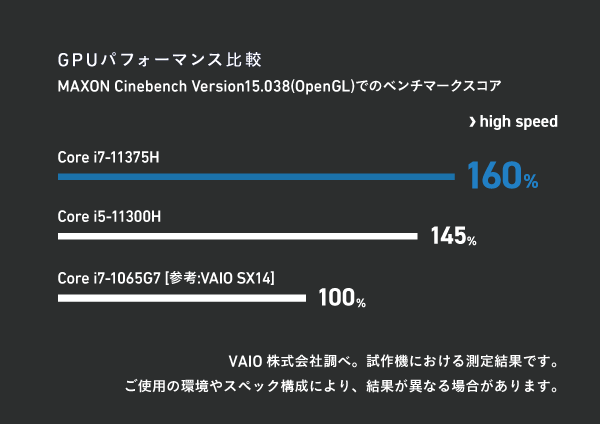 GPUパフォーマンス比較
MAXON Cinebench Version15.038(OpenGL)でのベンチマークスコア
❯ high speed
Core i7-11375H
160%
Core i5-11300H
145%
Core i7-1065G7 [参考:VAIO SX14]
100%
VAIO 株式会社調べ。試作機における測定結果です。
ご使用の環境やスペック構成により、結果が異なる場合があります。